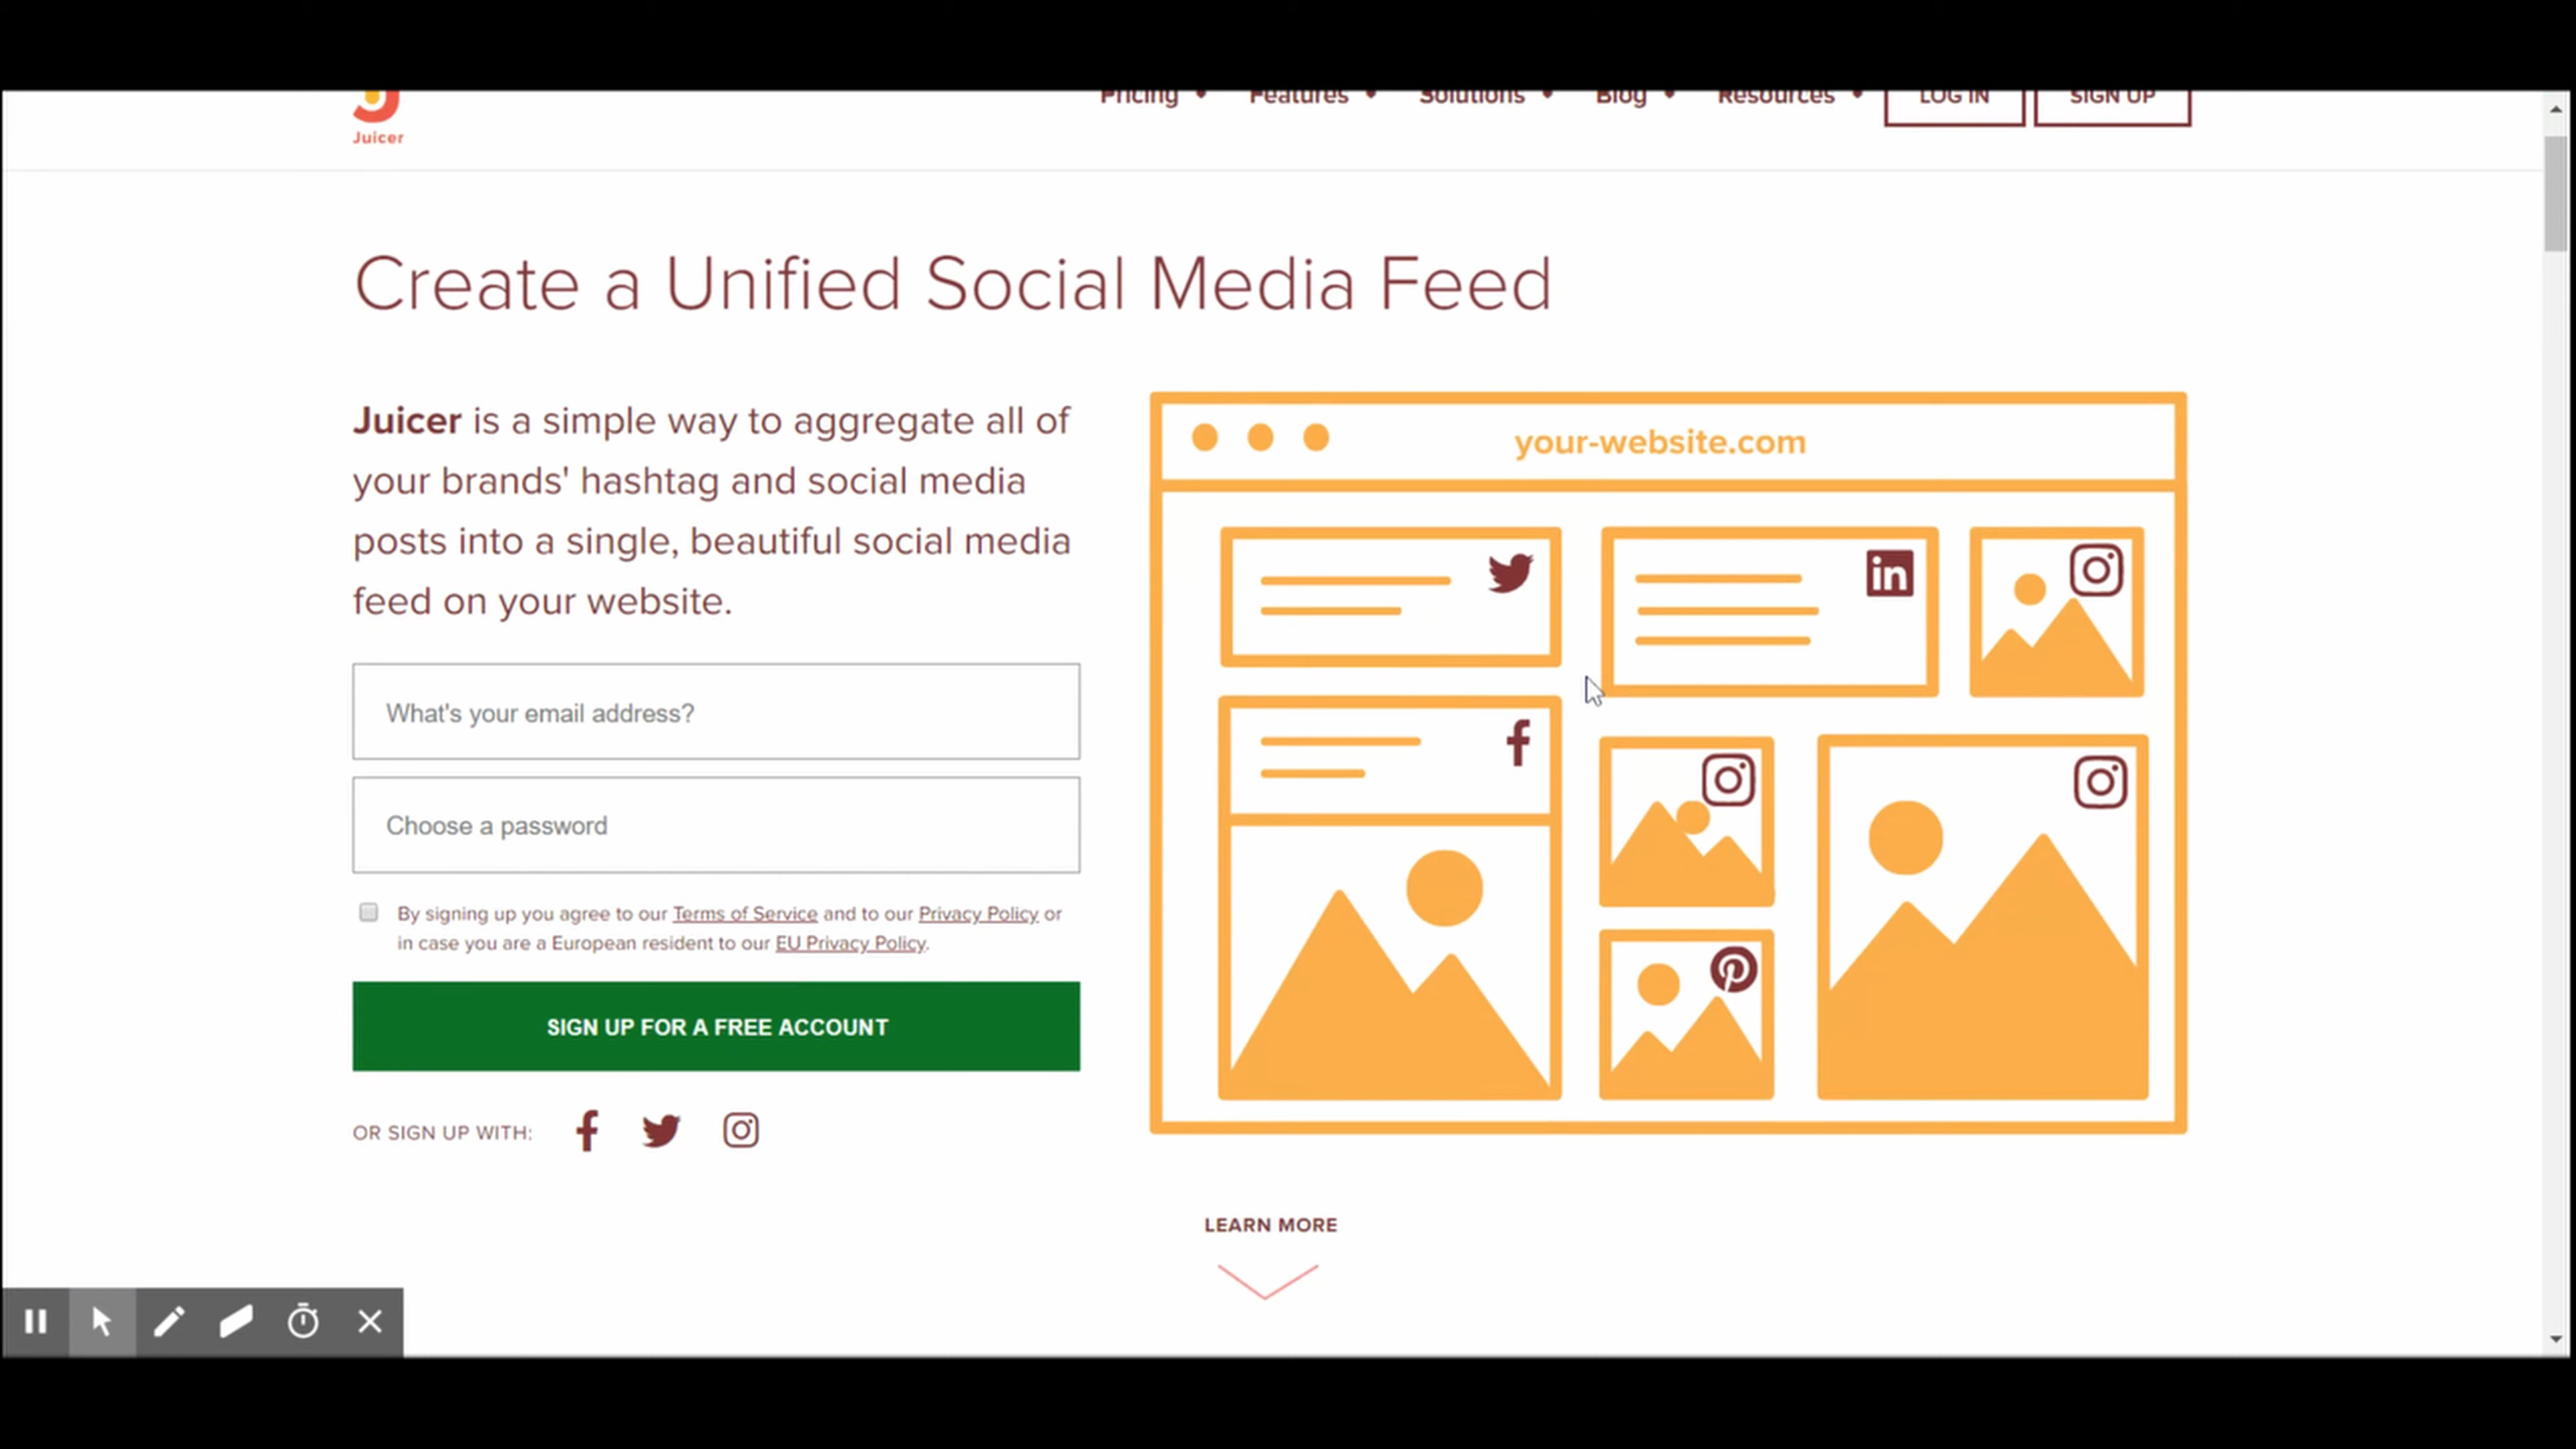 Juicer
Pricing Features Solutions Blog Resources LOG IN SIGN UP
Create a Unified Social Media Feed
Juicer is a simple way to aggregate all of
your brands' hashtag and social media
posts into a single, beautiful social media
feed on your website.
What's your email address?
Choose a password
By signing up you agree to our Terms of Service and to our Privacy Policy or
in case you are a European resident to our EU Privacy Policy.
SIGN UP FOR A FREE ACCOUNT
OR SIGN UP WITH:
your-website.com
in
LEARN MORE